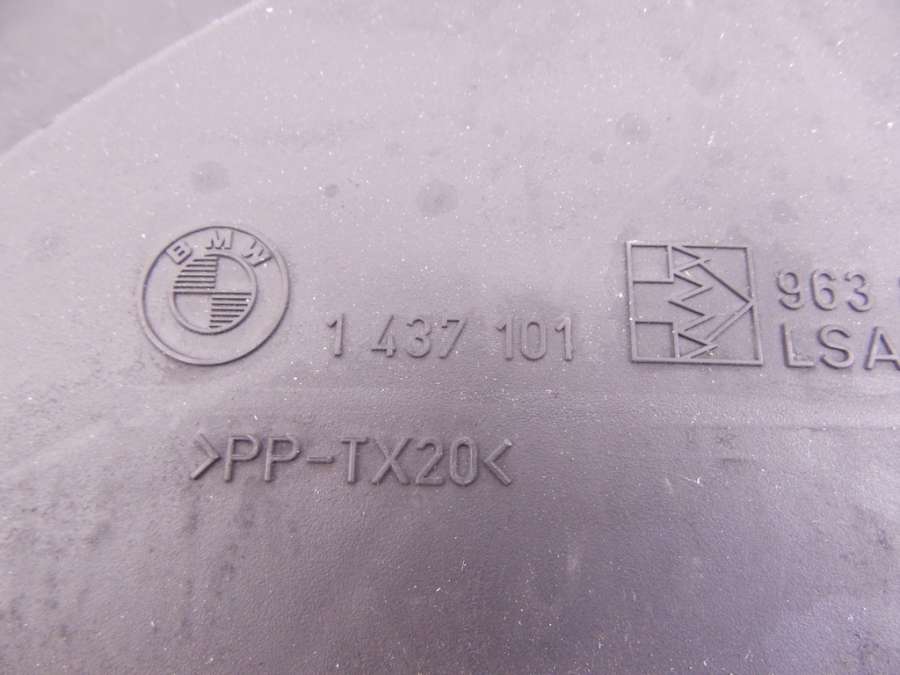 BMW
1 437 101
963
LSA
>PP-TX20<